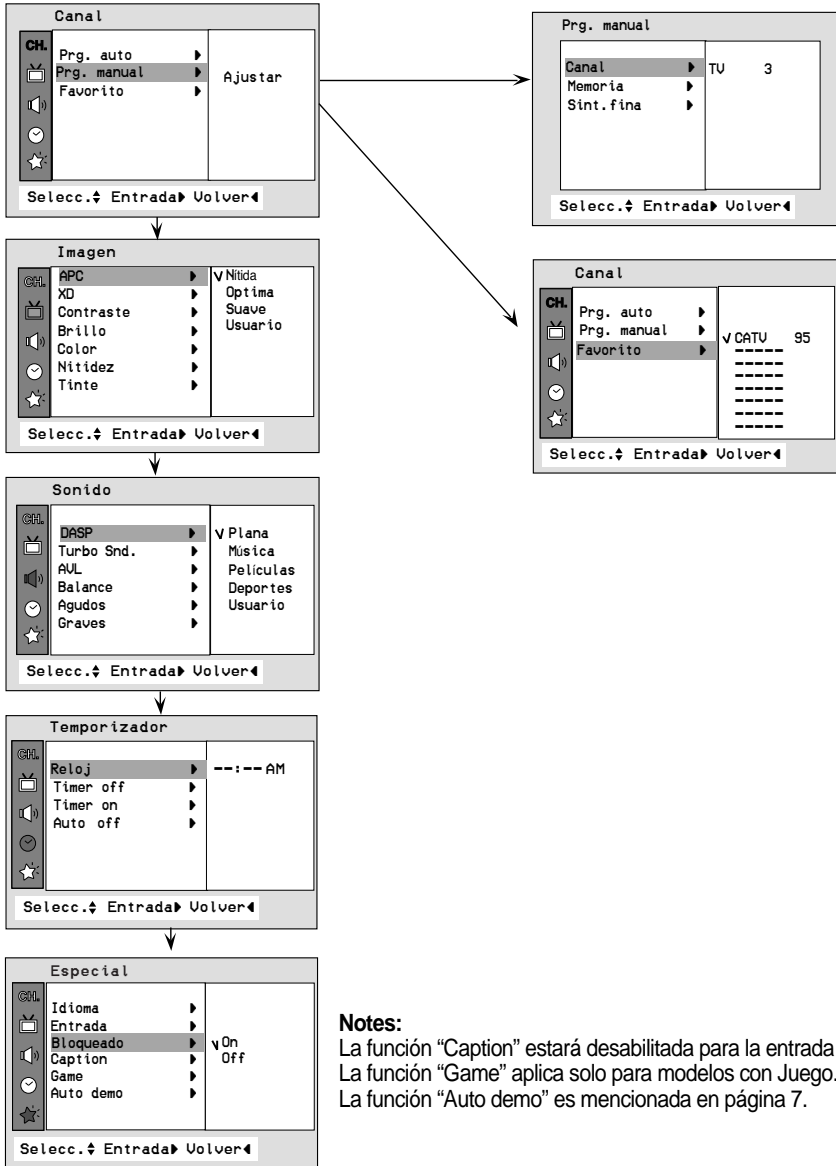 Canal
CH.
Prg. auto
Prg. manual
Favorito
Ajustar
Selecc. Entrada Volver
Prg. manual
Canal
Memoria
Sint.fina
TV 3
Selecc. Entrada Volver
Imagen
CH.
APC
XD
Contraste
Brillo
Color
Nitidez
Tinte
√ Nítida
Optima
Suave
Usuario
Selecc. Entrada Volver
Canal
CH.
Prg. auto
Prg. manual
Favorito
√ CATV 95
-----
-----
-----
-----
-----
-----
-----
Selecc. Entrada Volver
Sonido
CH.
DASP
Turbo Snd.
AVL
Balance
Agudos
Graves
√ Plana
Música
Películas
Deportes
Usuario
Selecc. Entrada Volver
Temporizador
CH.
Reloj
Timer off
Timer on
Auto off
--:-- AM
Selecc. Entrada Volver
Especial
CH.
Idioma
Entrada
Bloqueado
Caption
Game
Auto demo
√ On
Off
Selecc. Entrada Volver
Notes:
La función “Caption” estará desabilitada para la entrada
La función “Game” aplica solo para modelos con Juego.
La función “Auto demo” es mencionada en página 7.